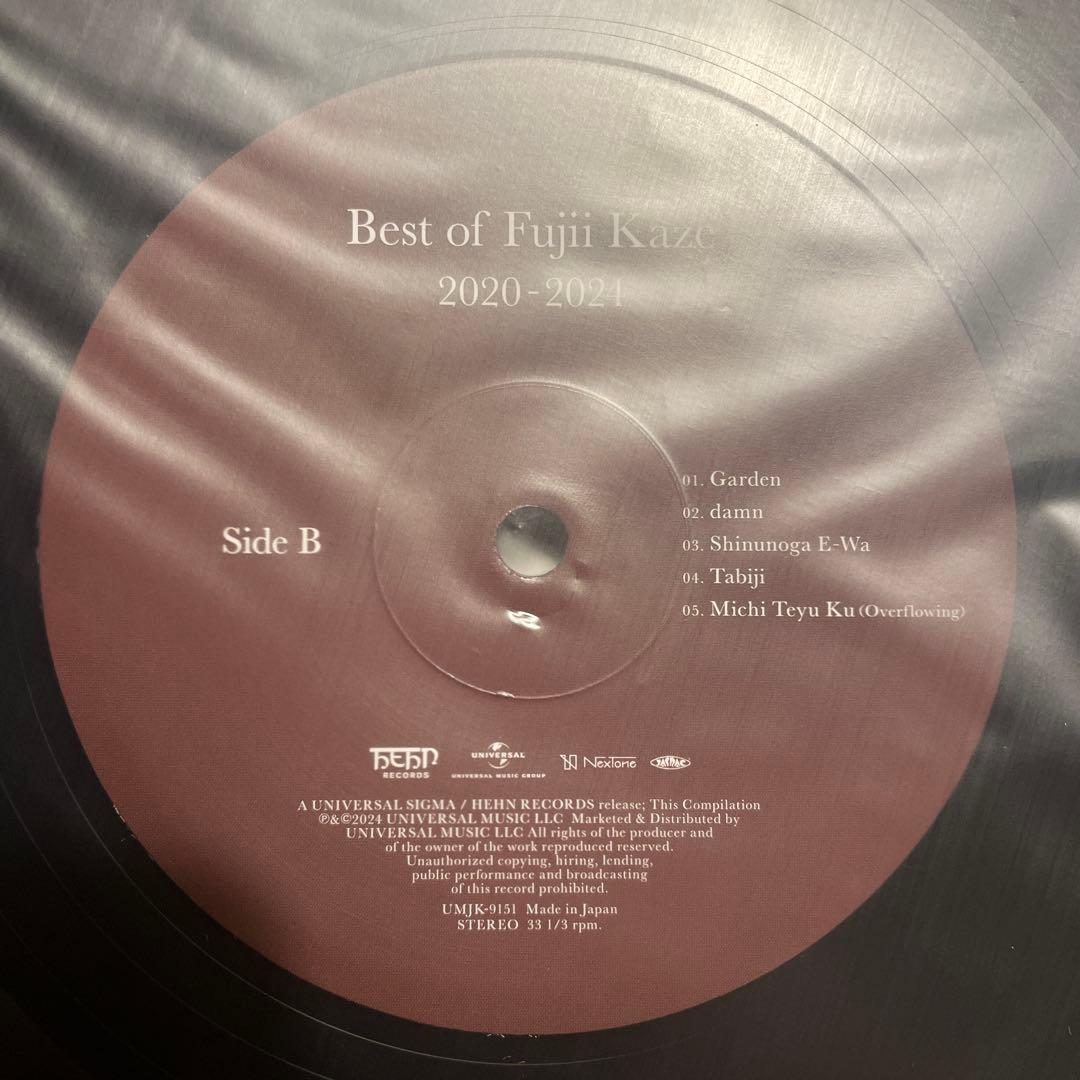 Best of Fujii Kaze
2020-2024
Side B
01. Garden
02. damn
03. Shinunoga E-Wa
04. Tabiji
05. Michi Teyu Ku (Overflowing)
HEHN
RECORDS
UNIVERSAL
UNIVERSAL MUSIC GROUP
NexTone
A UNIVERSAL SIGMA / HEHN RECORDS release; This Compilation
℗&©2024 UNIVERSAL MUSIC LLC Marketed & Distributed by
UNIVERSAL MUSIC LLC All rights of the producer and
of the owner of the work reproduced reserved.
Unauthorized copying, hiring, lending,
public performance and broadcasting
of this record prohibited.
UMJK-9151 Made in Japan
STEREO 33 1/3 rpm.